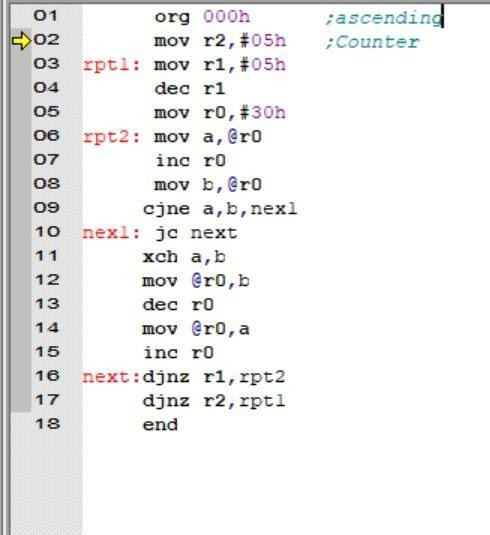 01 org 000h ;ascending
02 mov r2,#05h ;Counter
03 rpt1: mov r1,#05h
04 dec r1
05 mov r0,#30h
06 rpt2: mov a,@r0
07 inc r0
08 mov b,@r0
09 cjne a,b,nex1
10 nex1: jc next
11 xch a,b
12 mov @r0,b
13 dec r0
14 mov @r0,a
15 inc r0
16 next:djnz r1,rpt2
17 djnz r2,rpt1
18 end